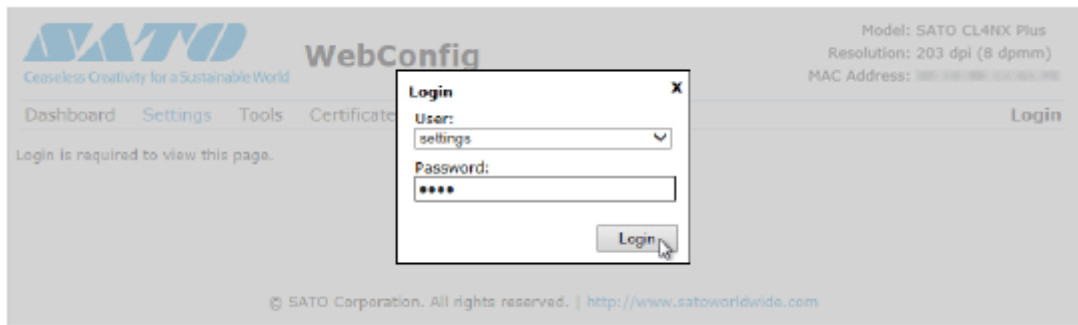 SATO
Ceaseless Creativity for a Sustainable World
WebConfig
Model: SATO CL4NX Plus
Resolution: 203 dpi (8 dpmm)
MAC Address:
Dashboard Settings Tools Certificate
Login
Login is required to view this page.
Login x
User:
settings
Password:
••••
Login
© SATO Corporation. All rights reserved. | http://www.satoworldwide.com